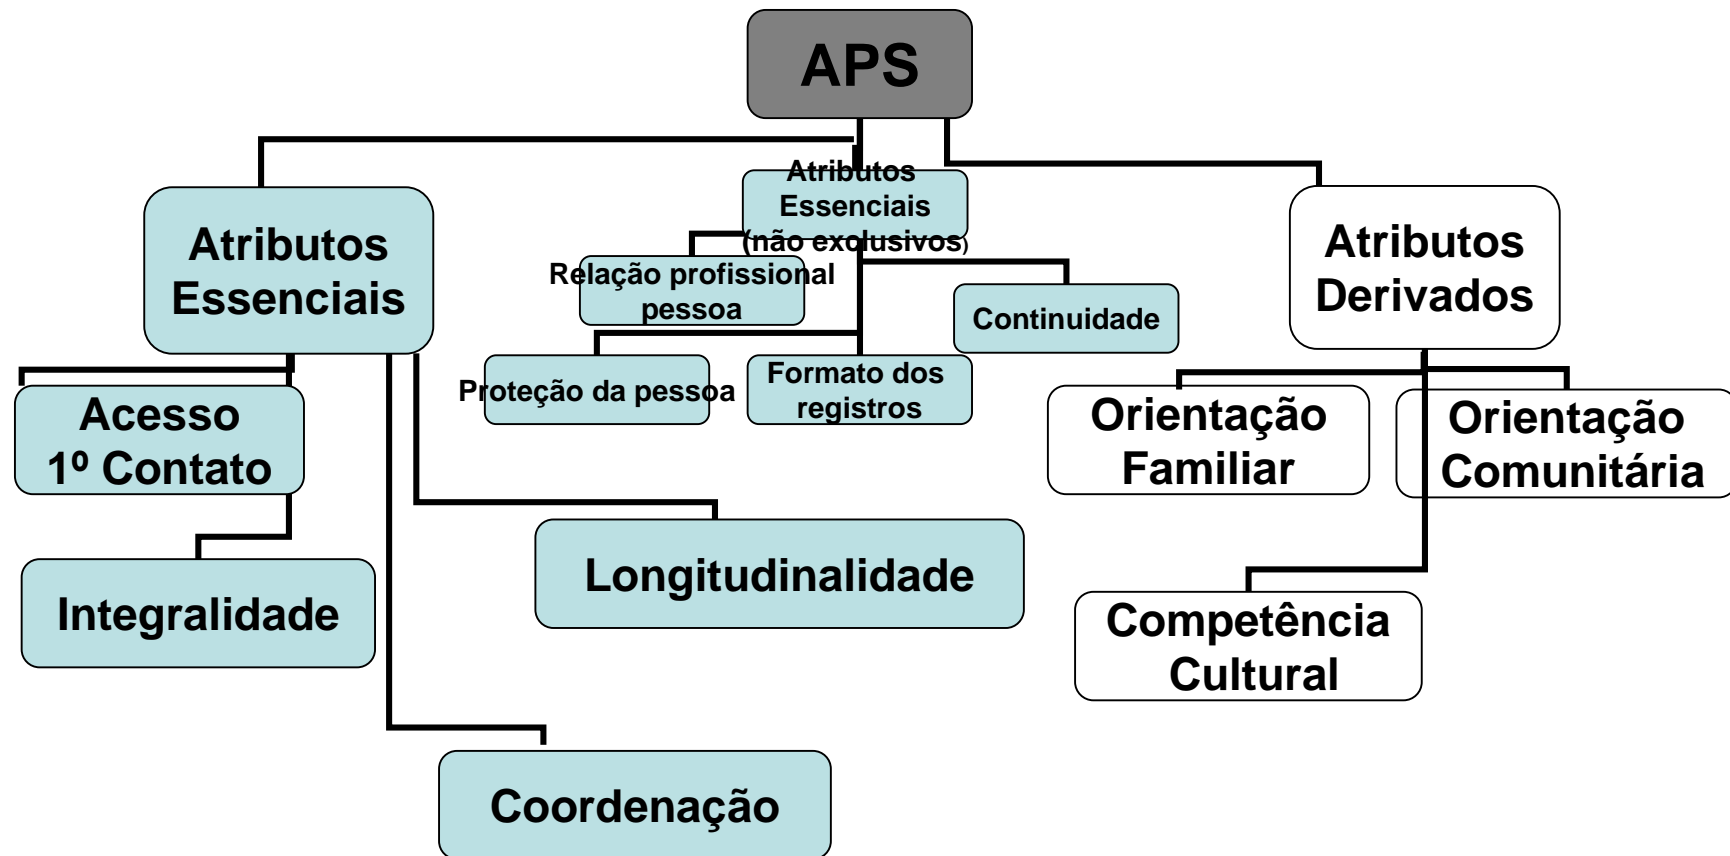 APS
Atributos
Essenciais
Atributos
Essenciais
(não exclusivos)
Relação profissional
pessoa
Continuidade
Proteção da pessoa
Formato dos
registros
Atributos
Derivados
Acesso
1º Contato
Integralidade
Longitudinalidade
Coordenação
Orientação
Familiar
Orientação
Comunitária
Competência
Cultural